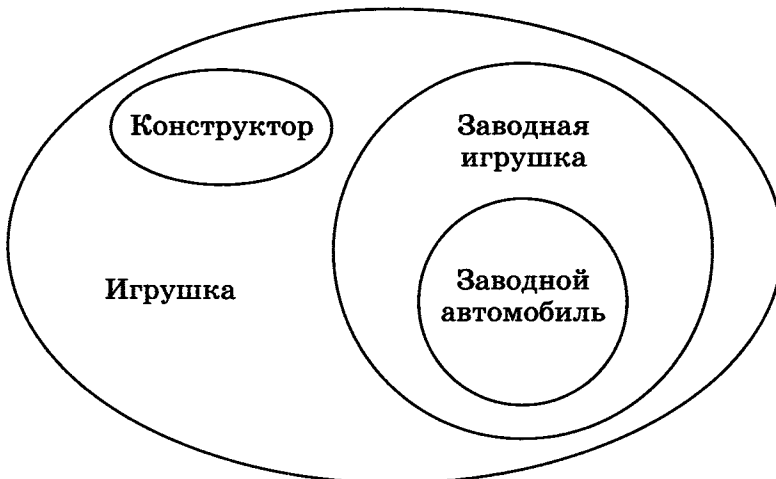 Конструктор
Заводная
игрушка
Игрушка
Заводной
автомобиль